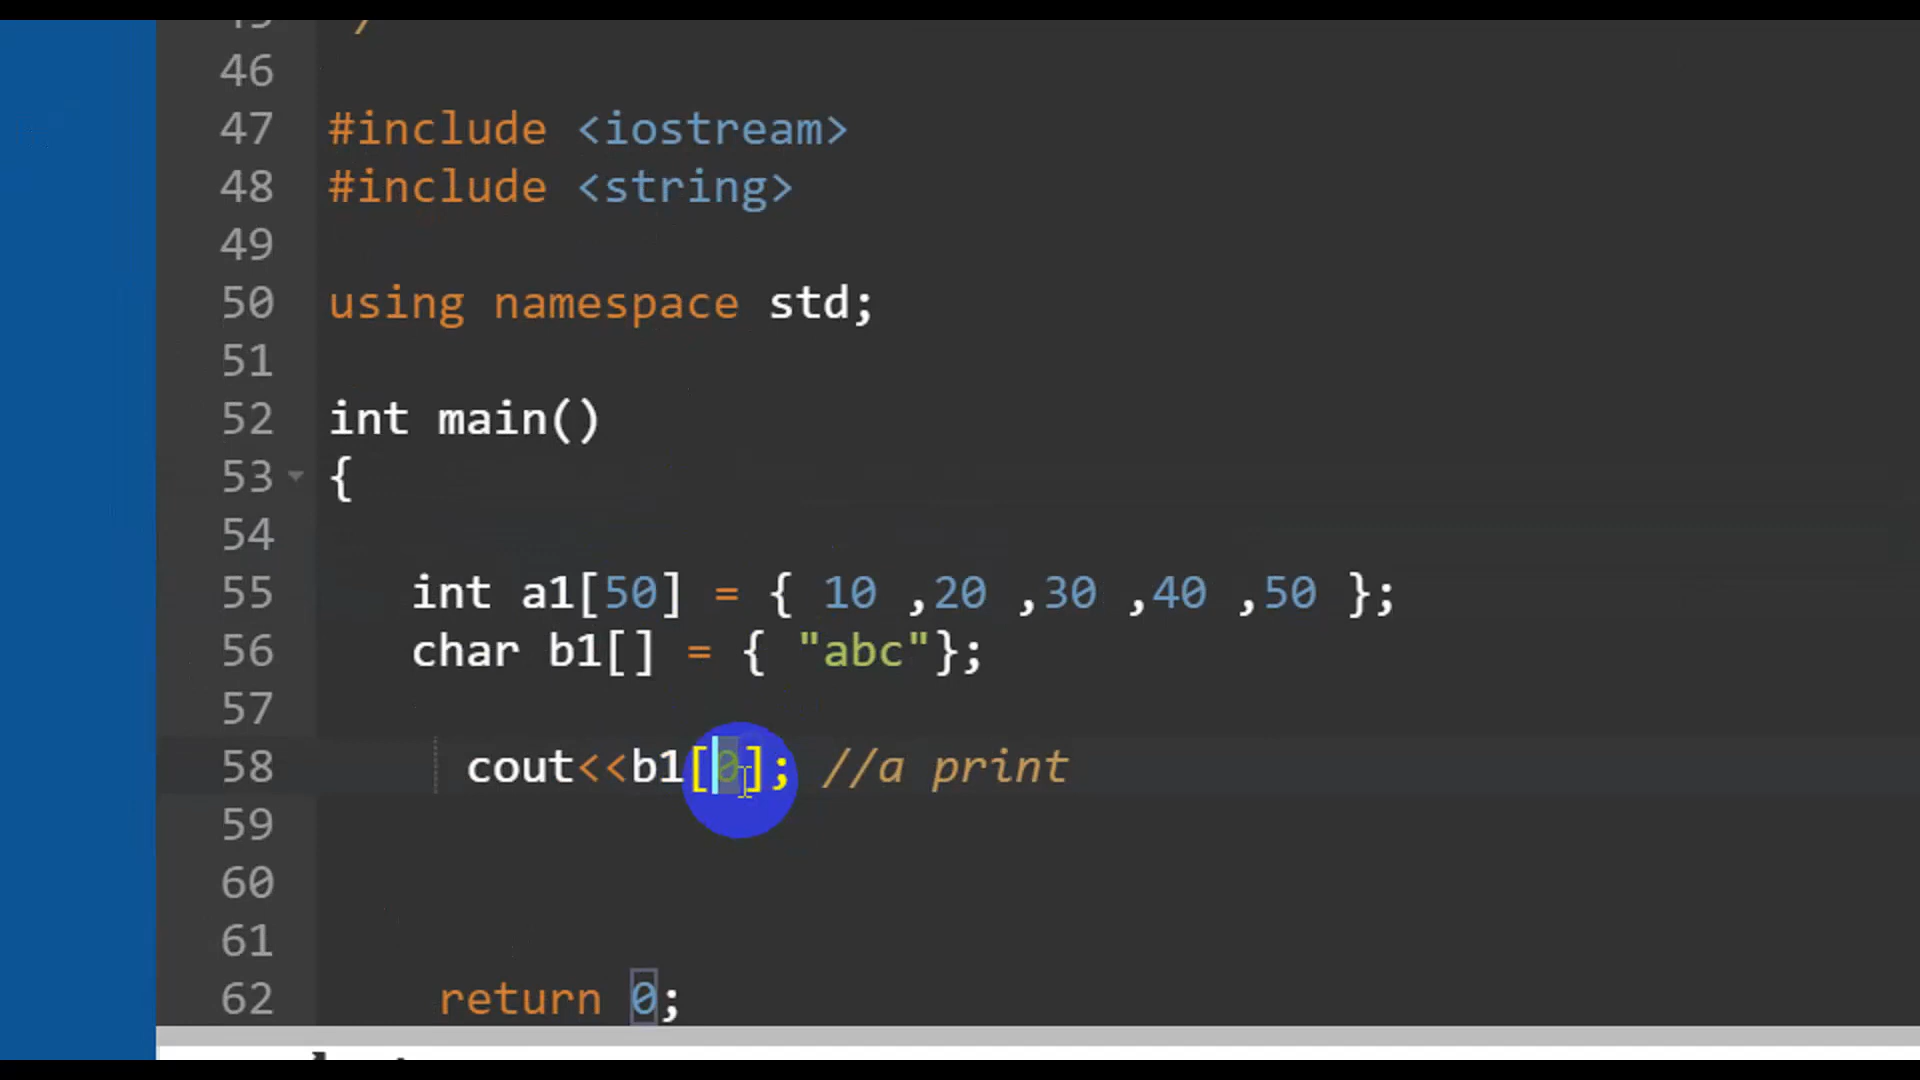 46
47 #include <iostream>
48 #include <string>
49
50 using namespace std;
51
52 int main()
53 {
54
55 int a1[50] = { 10 ,20 ,30 ,40 ,50 };
56 char b1[] = { "abc"};
57
58 cout<<b1[0]; //a print
59
60
61
62 return 0;